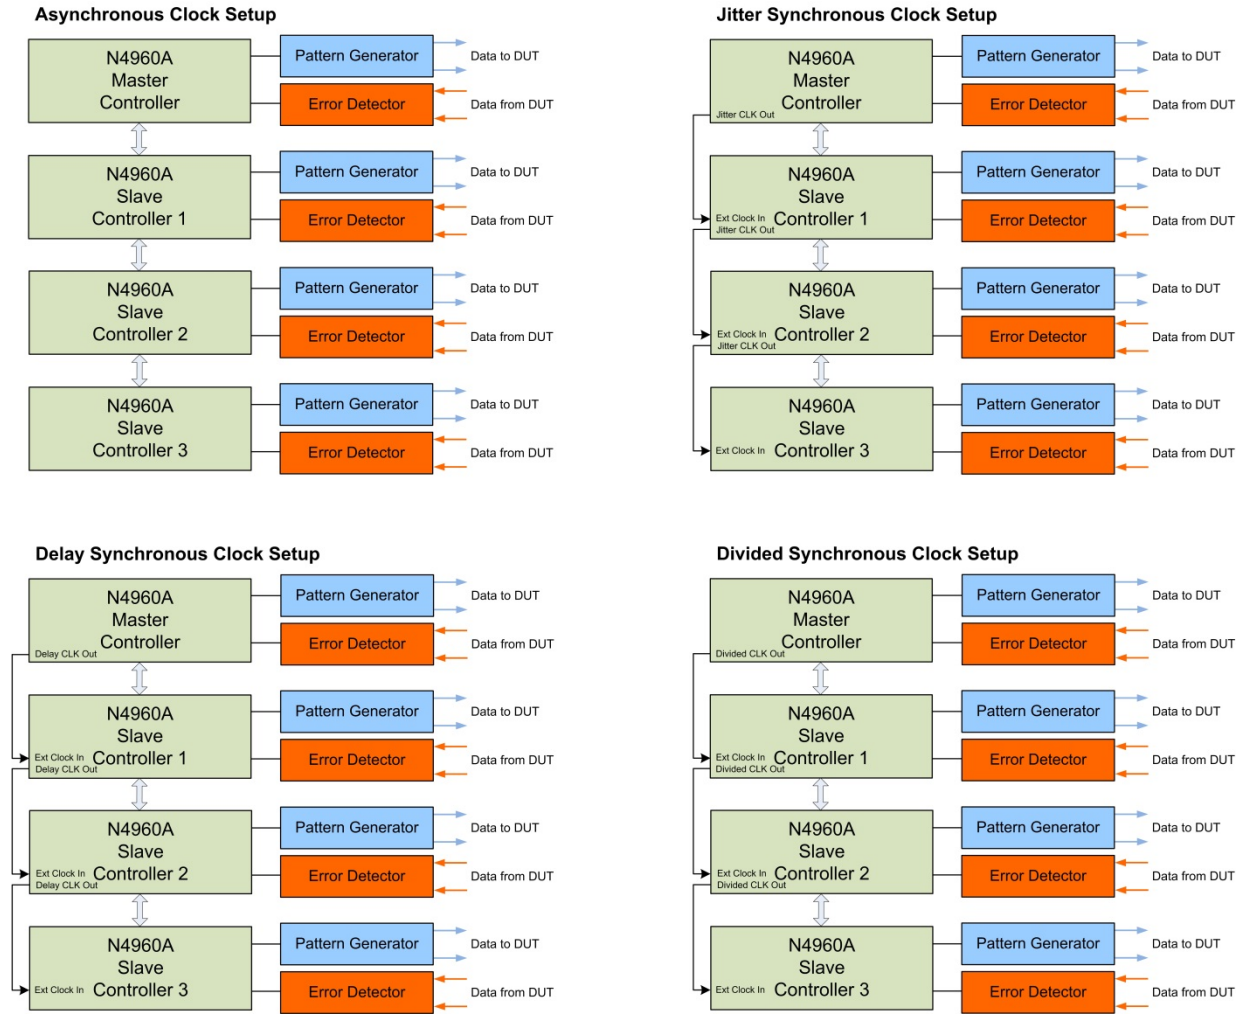 Asynchronous Clock Setup
N4960A
Master
Controller
Pattern Generator
Data to DUT
Error Detector
Data from DUT
N4960A
Slave
Controller 1
Pattern Generator
Data to DUT
Error Detector
Data from DUT
N4960A
Slave
Controller 2
Pattern Generator
Data to DUT
Error Detector
Data from DUT
N4960A
Slave
Controller 3
Pattern Generator
Data to DUT
Error Detector
Data from DUT
Jitter Synchronous Clock Setup
N4960A
Master
Controller
Jitter CLK Out
Pattern Generator
Data to DUT
Error Detector
Data from DUT
N4960A
Slave
Ext Clock In Controller 1
Jitter CLK Out
Pattern Generator
Data to DUT
Error Detector
Data from DUT
N4960A
Slave
Ext Clock In Controller 2
Jitter CLK Out
Pattern Generator
Data to DUT
Error Detector
Data from DUT
N4960A
Slave
Ext Clock In Controller 3
Pattern Generator
Data to DUT
Error Detector
Data from DUT
Delay Synchronous Clock Setup
N4960A
Master
Controller
Delay CLK Out
Pattern Generator
Data to DUT
Error Detector
Data from DUT
N4960A
Slave
Ext Clock In Controller 1
Delay CLK Out
Pattern Generator
Data to DUT
Error Detector
Data from DUT
N4960A
Slave
Ext Clock In Controller 2
Delay CLK Out
Pattern Generator
Data to DUT
Error Detector
Data from DUT
N4960A
Slave
Ext Clock In Controller 3
Pattern Generator
Data to DUT
Error Detector
Data from DUT
Divided Synchronous Clock Setup
N4960A
Master
Controller
Divided CLK Out
Pattern Generator
Data to DUT
Error Detector
Data from DUT
N4960A
Slave
Ext Clock In Controller 1
Divided CLK Out
Pattern Generator
Data to DUT
Error Detector
Data from DUT
N4960A
Slave
Ext Clock In Controller 2
Divided CLK Out
Pattern Generator
Data to DUT
Error Detector
Data from DUT
N4960A
Slave
Ext Clock In Controller 3
Pattern Generator
Data to DUT
Error Detector
Data from DUT